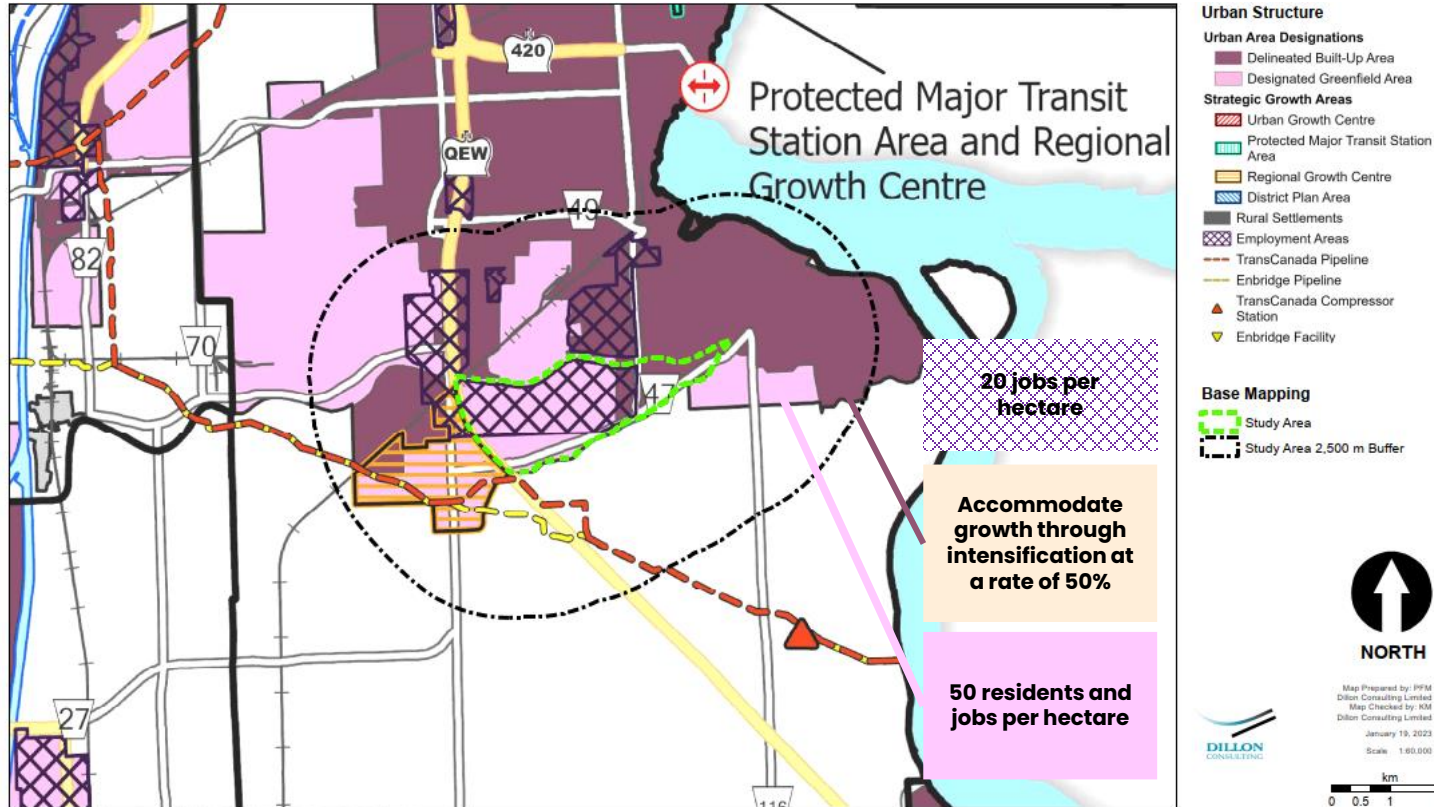 420
QEW
49
82
70
47
27
116
Protected Major Transit
Station Area and Regional
Growth Centre
20 jobs per
hectare
Accommodate
growth through
intensification at
a rate of 50%
50 residents and
jobs per hectare
Urban Structure
Urban Area Designations
Delineated Built-Up Area
Designated Greenfield Area
Strategic Growth Areas
Urban Growth Centre
Protected Major Transit Station
Area
Regional Growth Centre
District Plan Area
Rural Settlements
Employment Areas
TransCanada Pipeline
Enbridge Pipeline
TransCanada Compressor
Station
Enbridge Facility
Base Mapping
Study Area
Study Area 2,500 m Buffer
NORTH
Map Prepared by: PFM
Dillon Consulting Limited
Map Checked by: KM
Dillon Consulting Limited
January 19, 2023
Scale 1:60,000
DILLON
CONSULTING
km
0 0.5 1